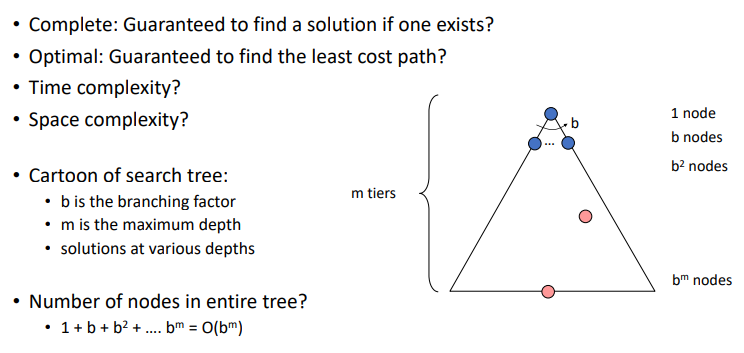 • Complete: Guaranteed to find a solution if one exists?
• Optimal: Guaranteed to find the least cost path?
• Time complexity?
• Space complexity?
• Cartoon of search tree:
• b is the branching factor
• m is the maximum depth
• solutions at various depths
• Number of nodes in entire tree?
• 1 + b + b² + …. bᵐ = O(bᵐ)
m tiers
b
...
1 node
b nodes
b² nodes
bᵐ nodes